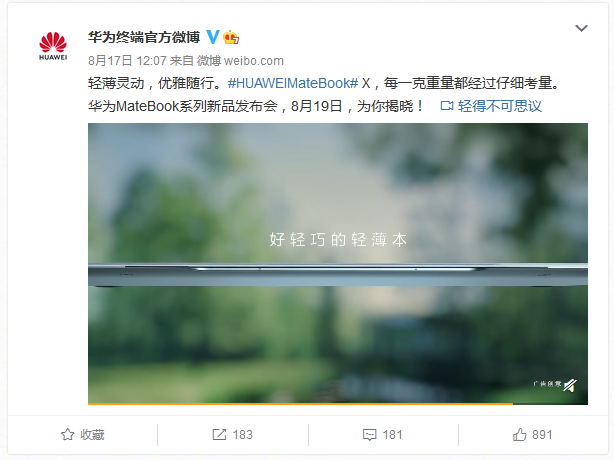 华为终端官方微博
HUAWEI
8月17日 12:07 来自 微博 weibo.com
轻薄灵动，优雅随行。#HUAWEIMateBook# X，每一克重量都经过仔细考量。
华为MateBook系列新品发布会，8月19日，为你揭晓！ 轻得不可思议
好轻巧的轻薄本
广告创意
收藏 183 181 891